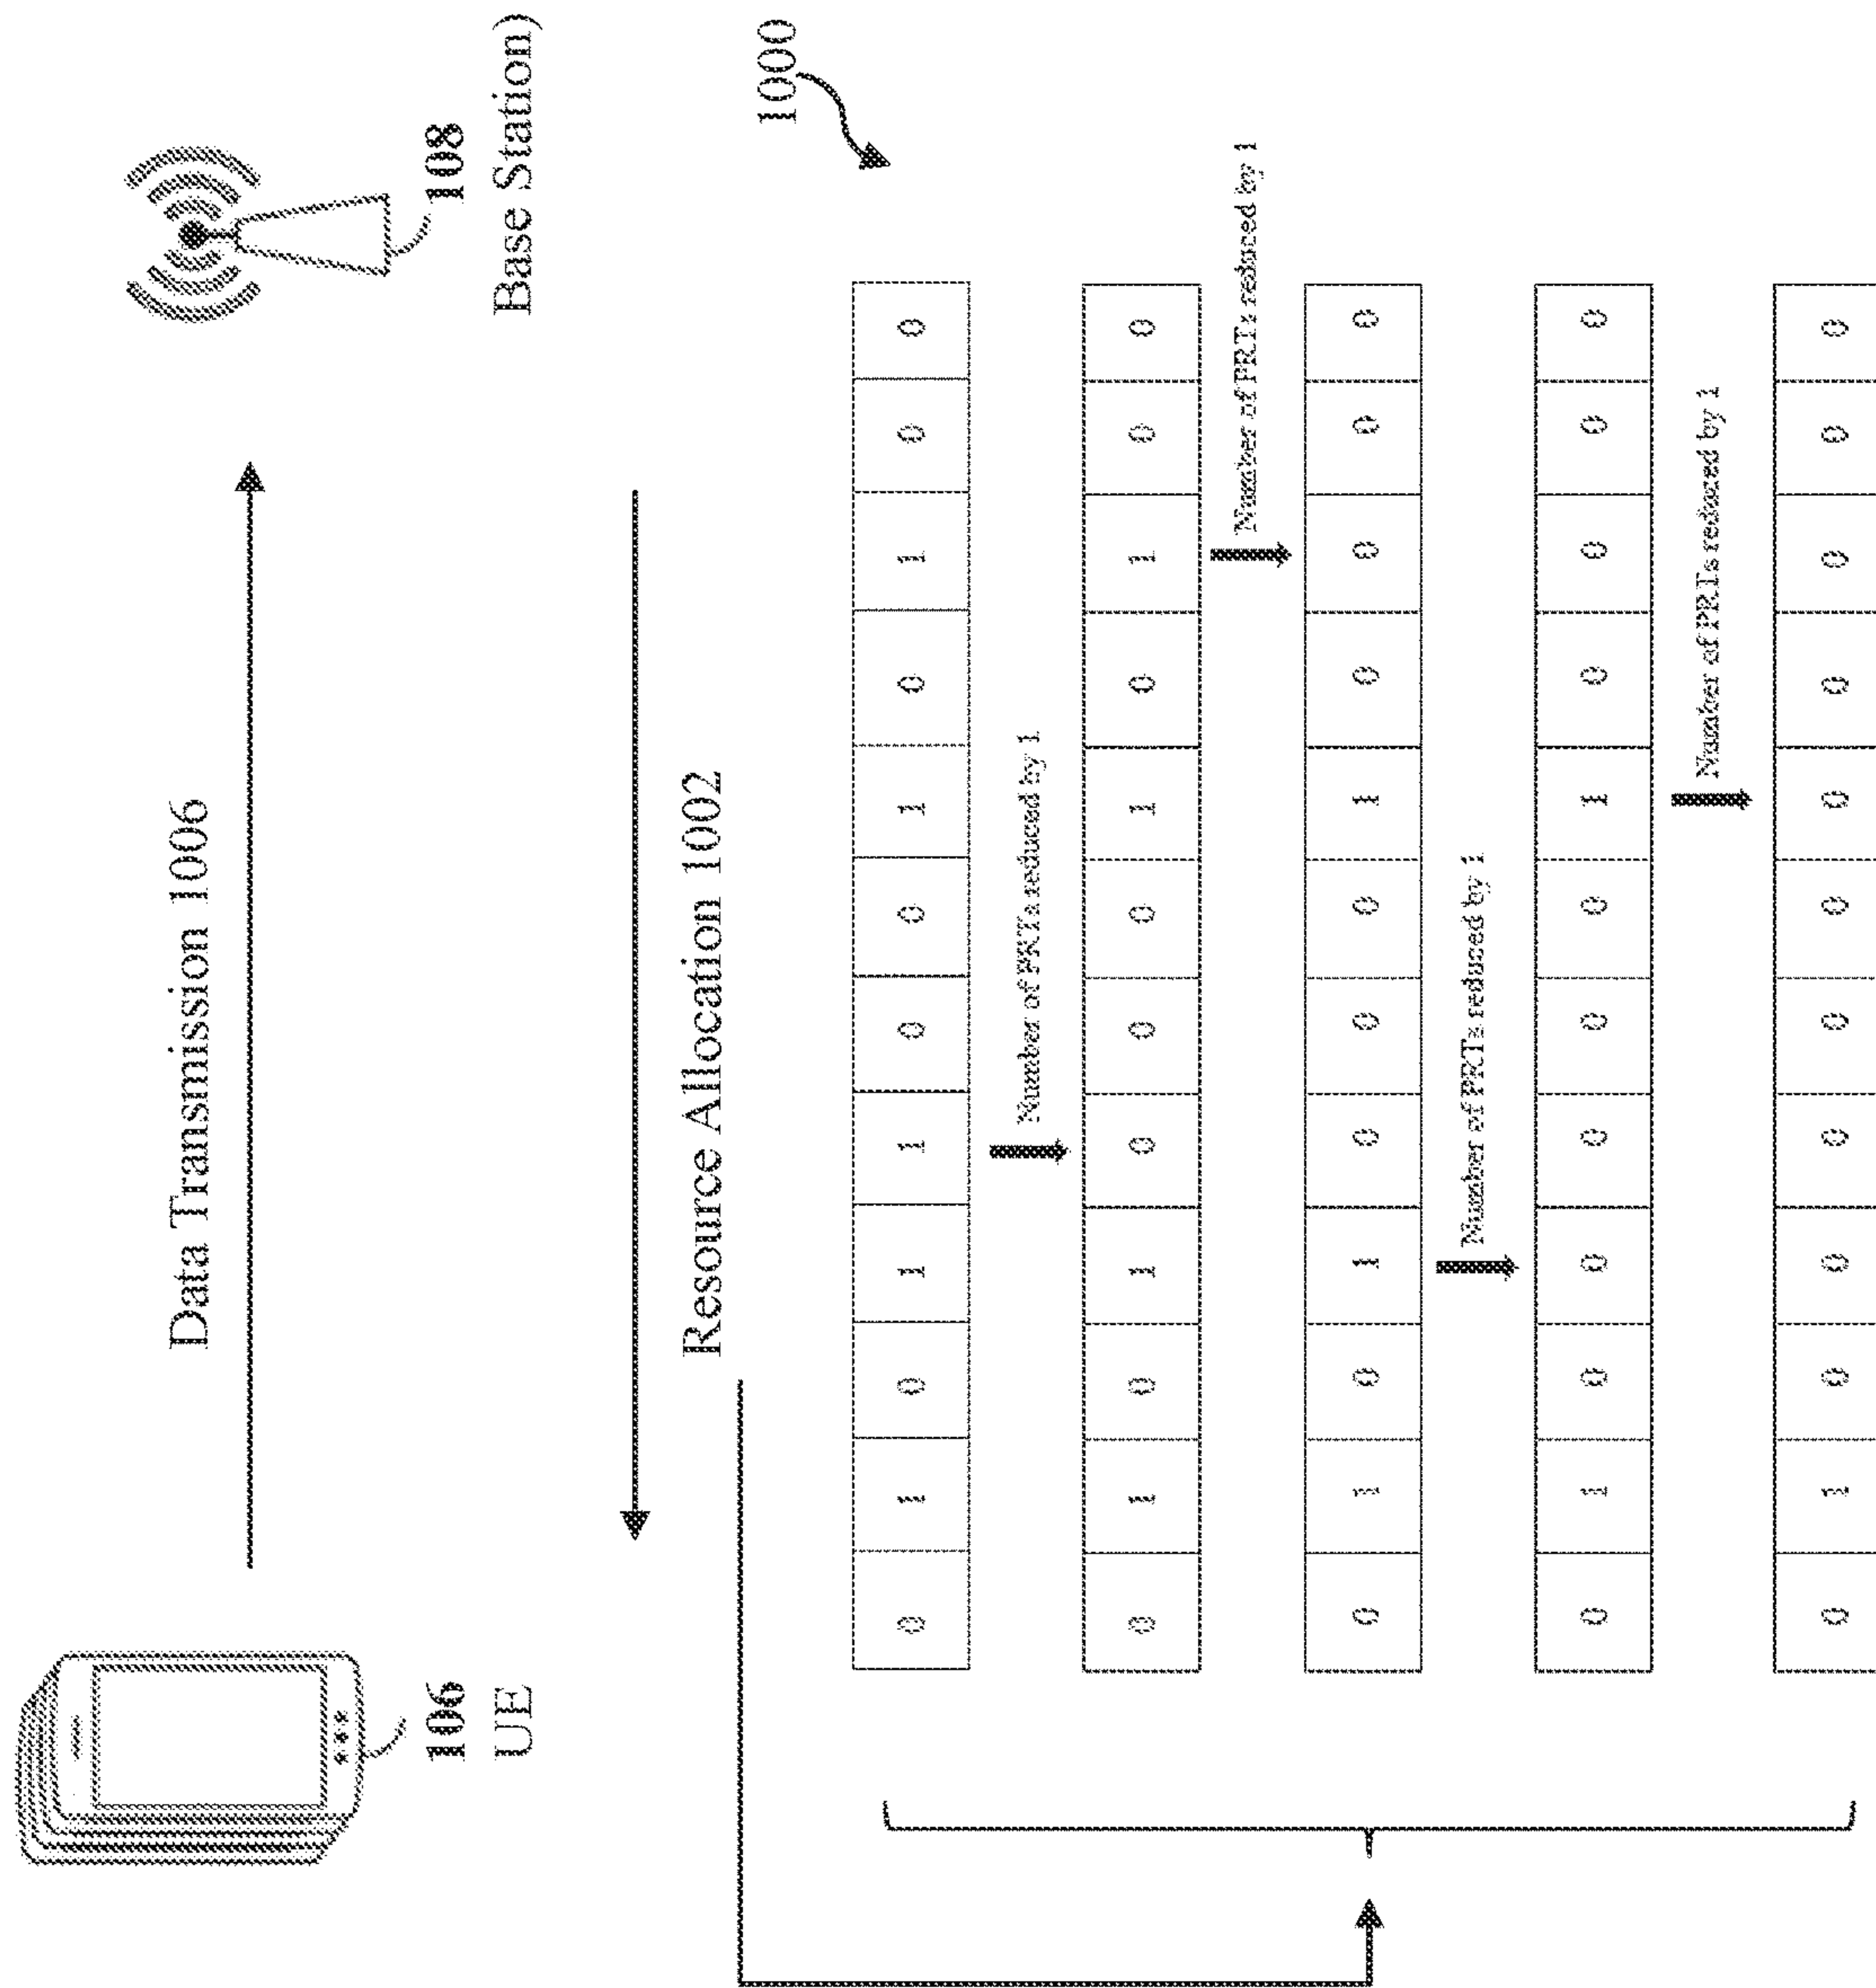 Data Transmission 1006
106
108
UE
Base Station)
Resource Allocation 1002
1000
0 1 0 1 1 0 0 1 0 1 0 0
Number of PRTs reduced by 1
0 1 0 1 0 0 0 1 0 1 0 0
Number of PRTs reduced by 1
0 1 0 1 0 0 0 1 0 0 0 0
Number of PRTs reduced by 1
0 1 0 0 0 0 0 1 0 0 0 0
Number of PRTs reduced by 1
0 1 0 0 0 0 0 0 0 0 0 0